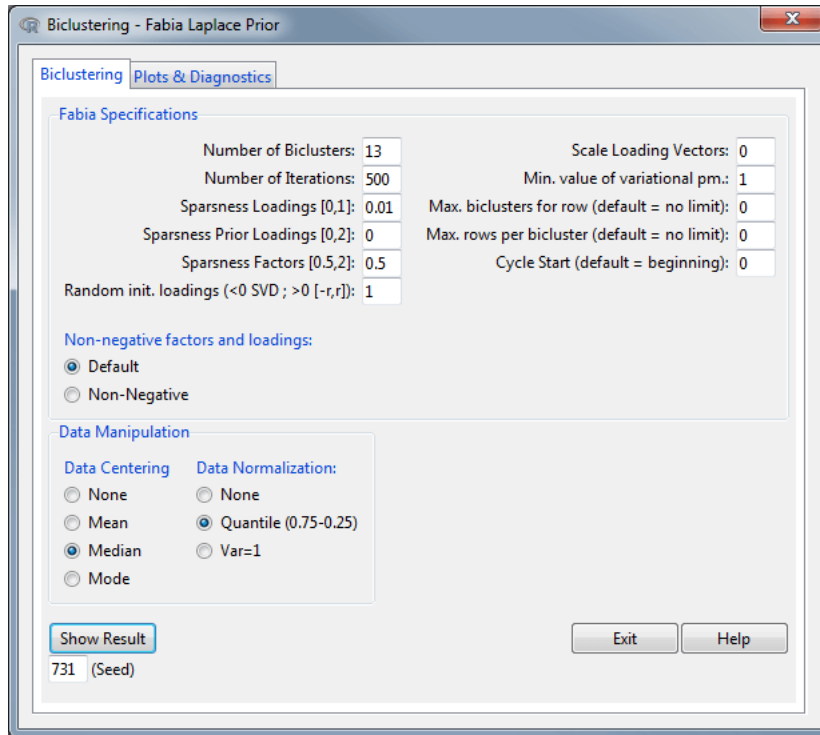 Biclustering - Fabia Laplace Prior
Biclustering Plots & Diagnostics
Fabia Specifications
Number of Biclusters: 13
Number of Iterations: 500
Sparsness Loadings [0,1]: 0.01
Sparsness Prior Loadings [0,2]: 0
Sparsness Factors [0.5,2]: 0.5
Random init. loadings (<0 SVD ; >0 [-r,r]): 1
Scale Loading Vectors: 0
Min. value of variational pm.: 1
Max. biclusters for row (default = no limit): 0
Max. rows per bicluster (default = no limit): 0
Cycle Start (default = beginning): 0
Non-negative factors and loadings:
Default
Non-Negative
Data Manipulation
Data Centering
None
Mean
Median
Mode
Data Normalization:
None
Quantile (0.75-0.25)
Var=1
Show Result
731 (Seed)
Exit
Help